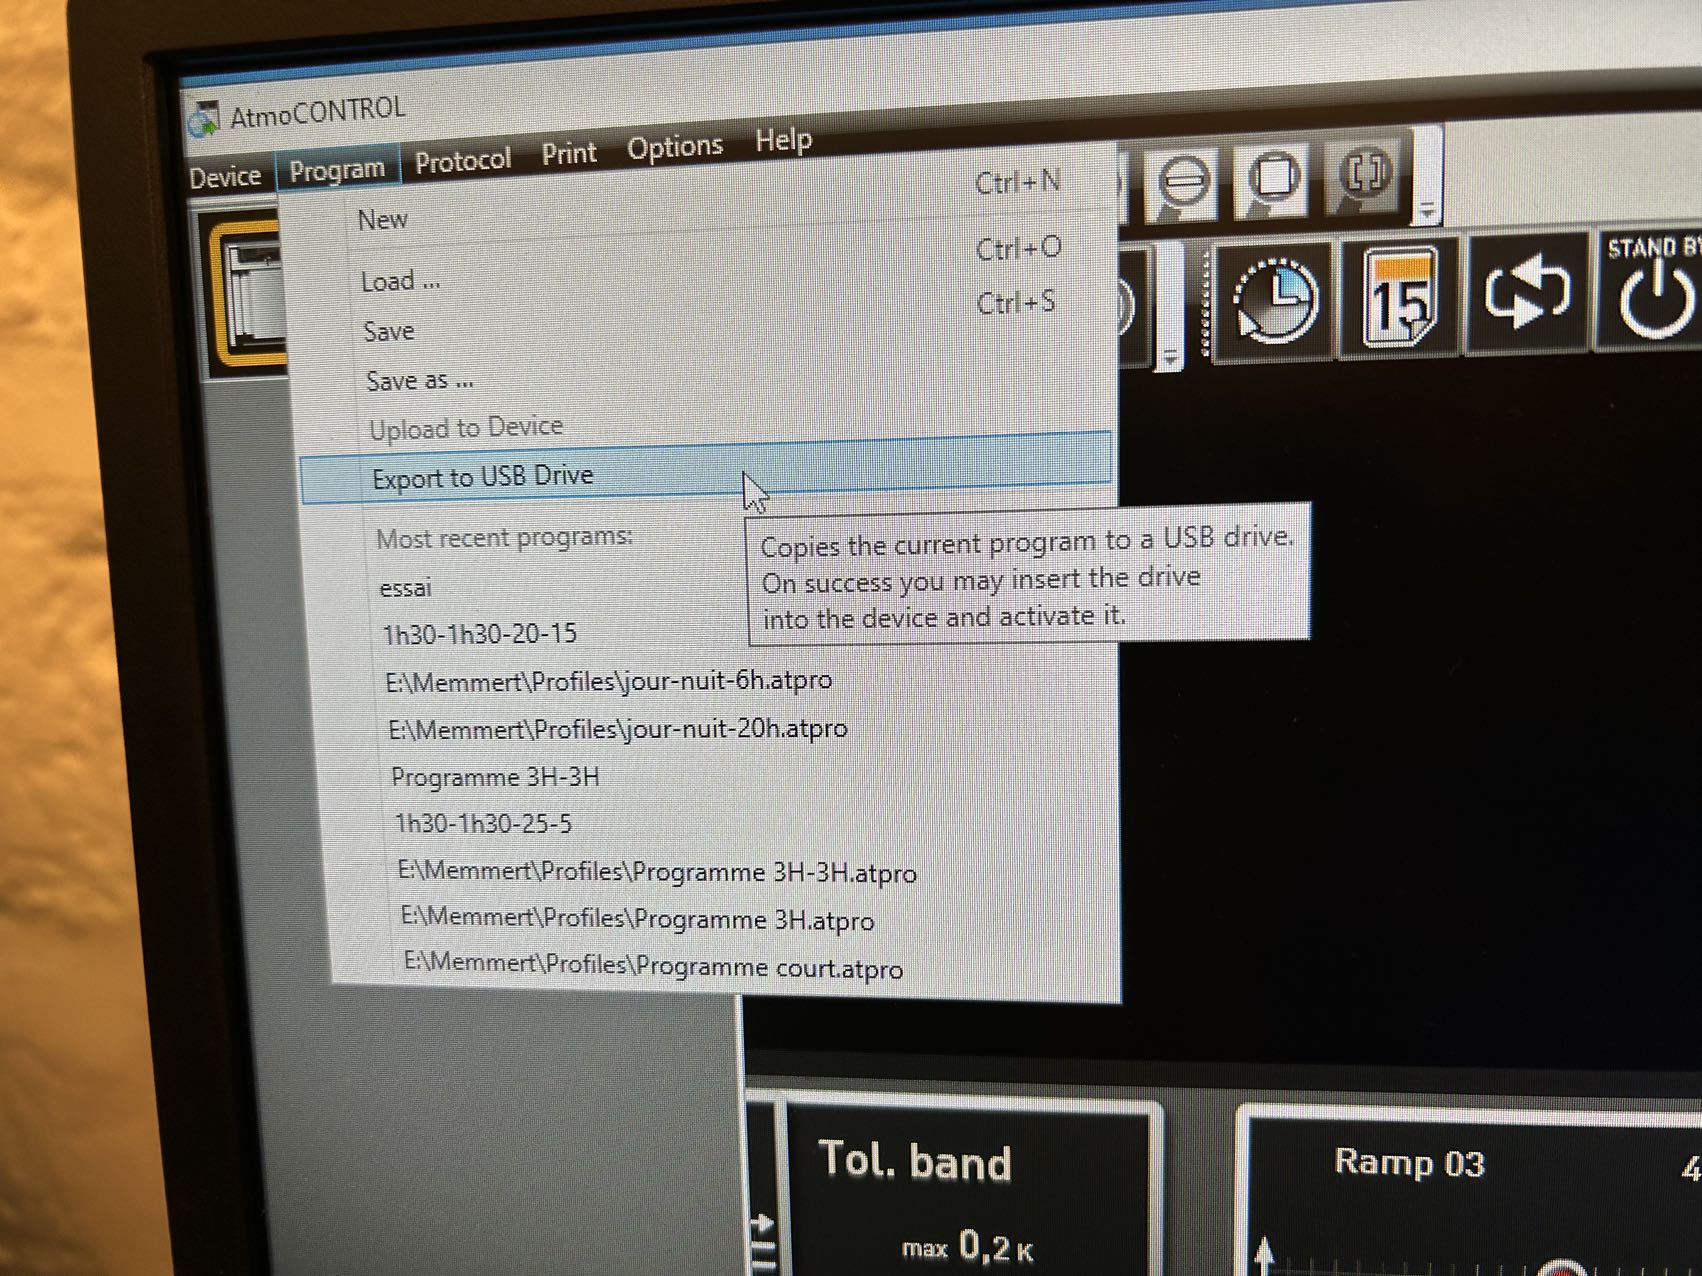 AtmoCONTROL
Device Program Protocol Print Options Help
New Ctrl+N
Load ... Ctrl+O
Save Ctrl+S
Save as ...
Upload to Device
Export to USB Drive
Copies the current program to a USB drive.
On success you may insert the drive
into the device and activate it.
Most recent programs:
essai
1h30-1h30-20-15
E:\Memmert\Profiles\jour-nuit-6h.atpro
E:\Memmert\Profiles\jour-nuit-20h.atpro
Programme 3H-3H
1h30-1h30-25-5
E:\Memmert\Profiles\Programme 3H-3H.atpro
E:\Memmert\Profiles\Programme 3H.atpro
E:\Memmert\Profiles\Programme court.atpro
15
STAND BY
Tol. band
max 0,2 K
Ramp 03 4